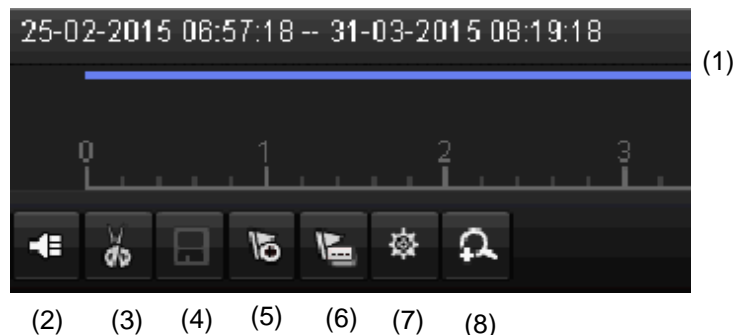 25-02-2015 06:57:18 -- 31-03-2015 08:19:18
(1)
0 1 2 3
(2) (3) (4) (5) (6) (7) (8)